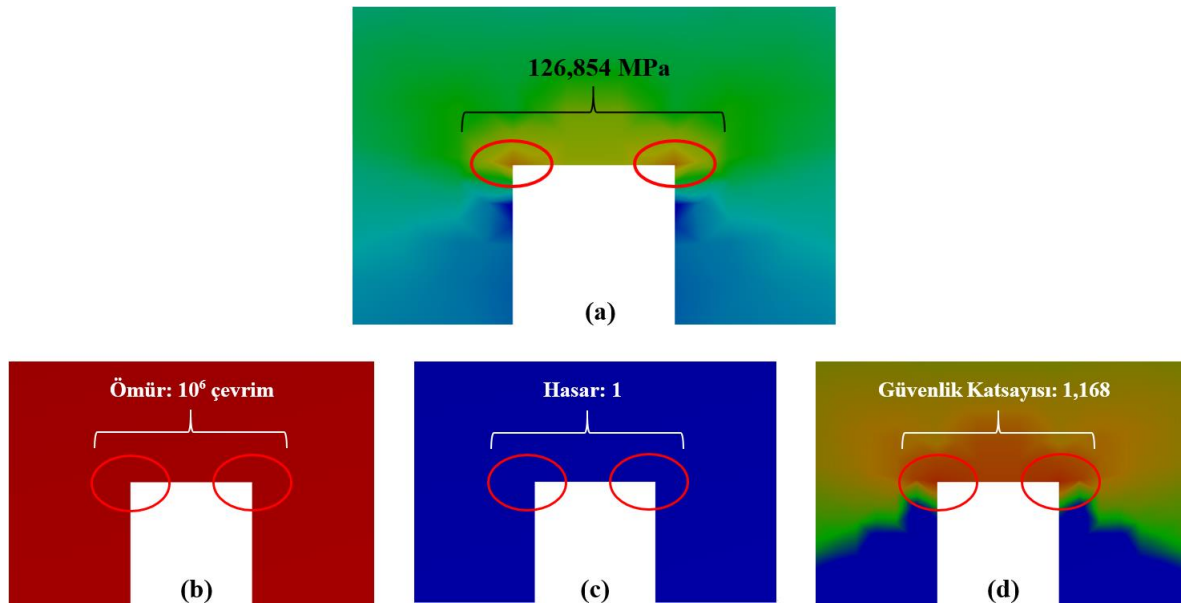 126,854 MPa
(a)
Ömür: 10⁶ çevrim
(b)
Hasar: 1
(c)
Güvenlik Katsayısı: 1,168
(d)